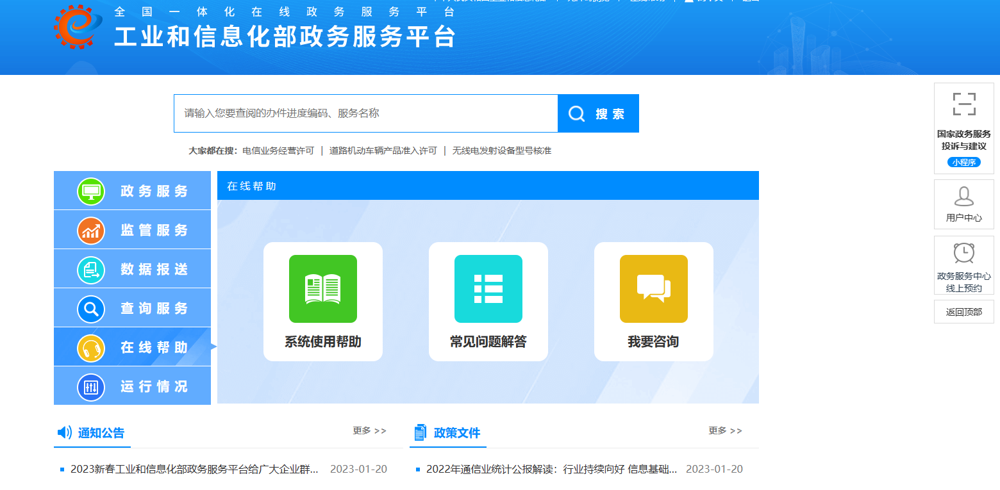 全国一体化在线政务服务平台
工业和信息化部政务服务平台
请输入您要查阅的办件进度编码、服务名称
搜索
大家都在搜：电信业务经营许可 | 道路机动车辆产品准入许可 | 无线电发射设备型号核准
政务服务
监管服务
数据报送
查询服务
在线帮助
运行情况
在线帮助
系统使用帮助
常见问题解答
我要咨询
国家政务服务
投诉与建议
小程序
用户中心
政务服务中心
线上预约
返回顶部
通知公告
更多 >>
2023新春工业和信息化部政务服务平台给广大企业群... 2023-01-20
政策文件
更多 >>
2022年通信业统计公报解读：行业持续向好 信息基础... 2023-01-20